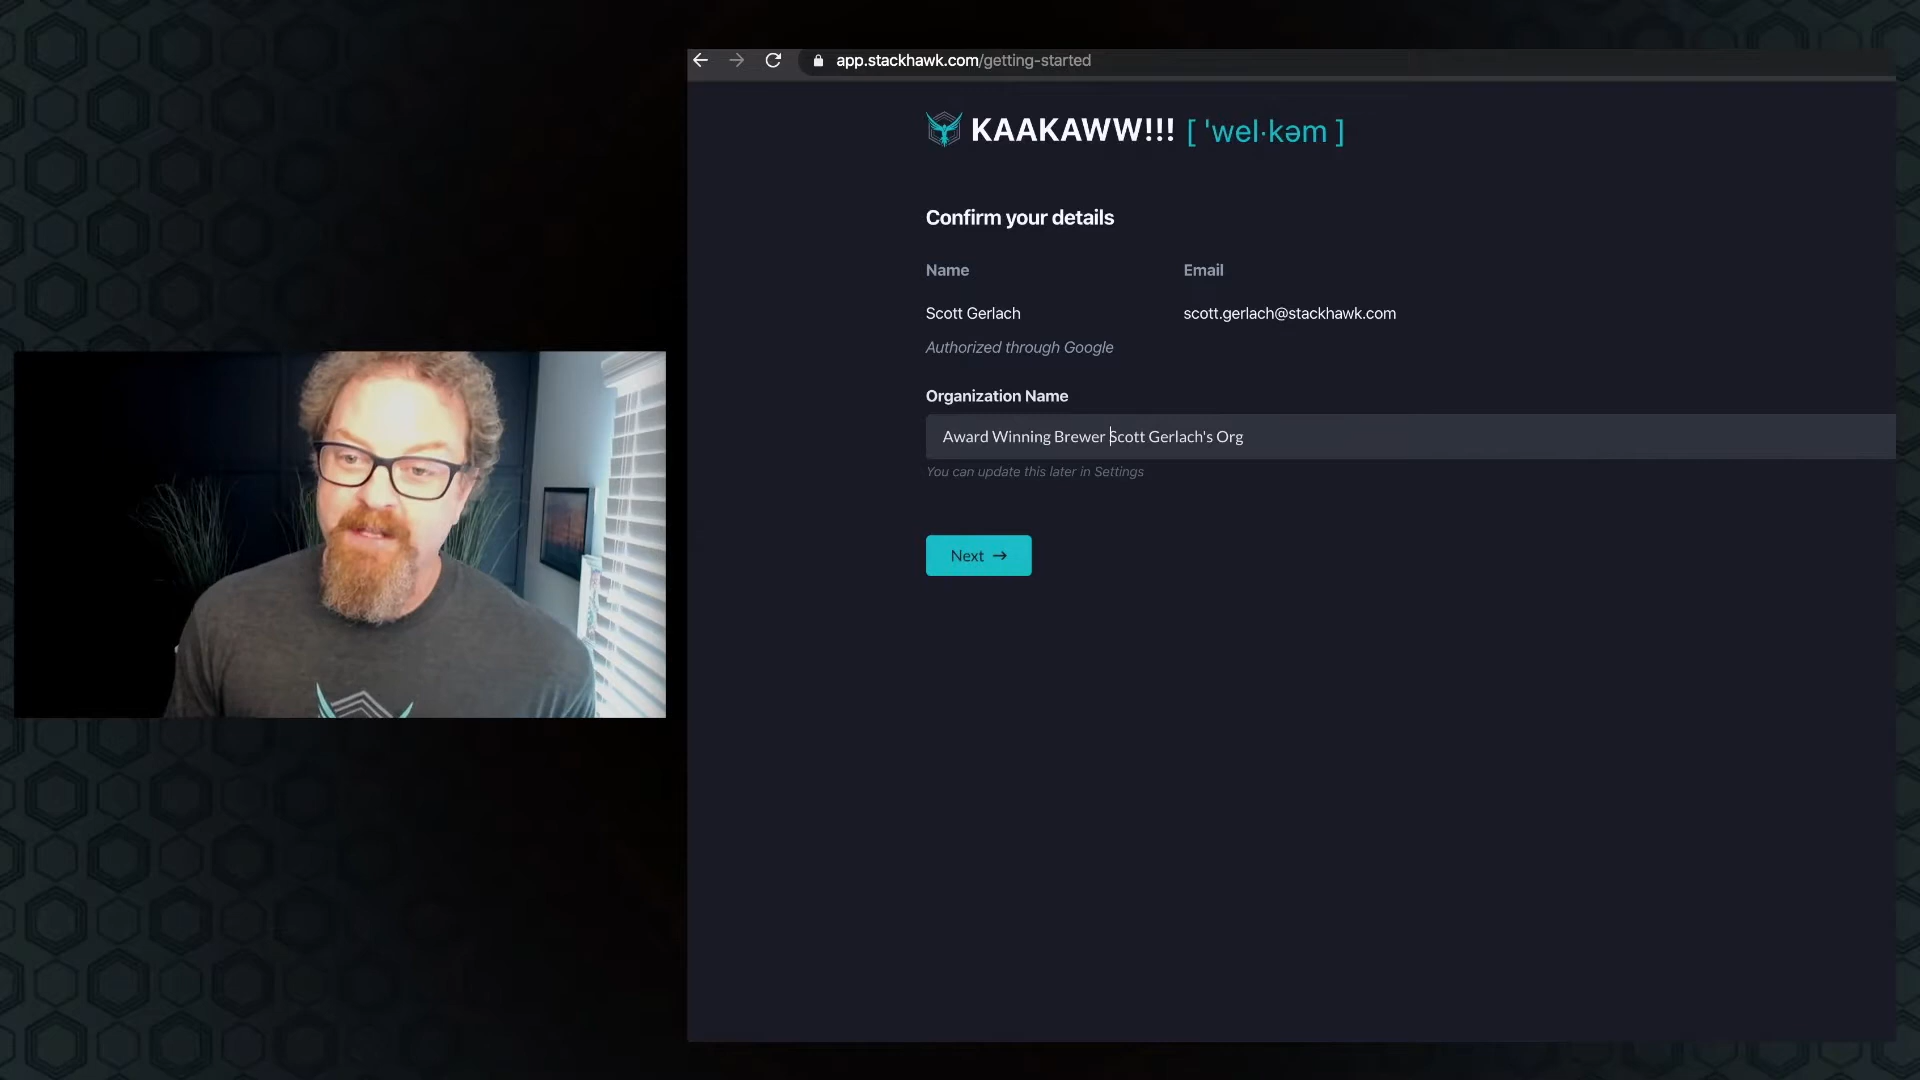 app.stackhawk.com/getting-started
KAAKAWW!!! [ 'wel·kəm ]
Confirm your details
Name Email
Scott Gerlach scott.gerlach@stackhawk.com
Authorized through Google
Organization Name
Award Winning Brewer Scott Gerlach's Org
You can update this later in Settings
Next →